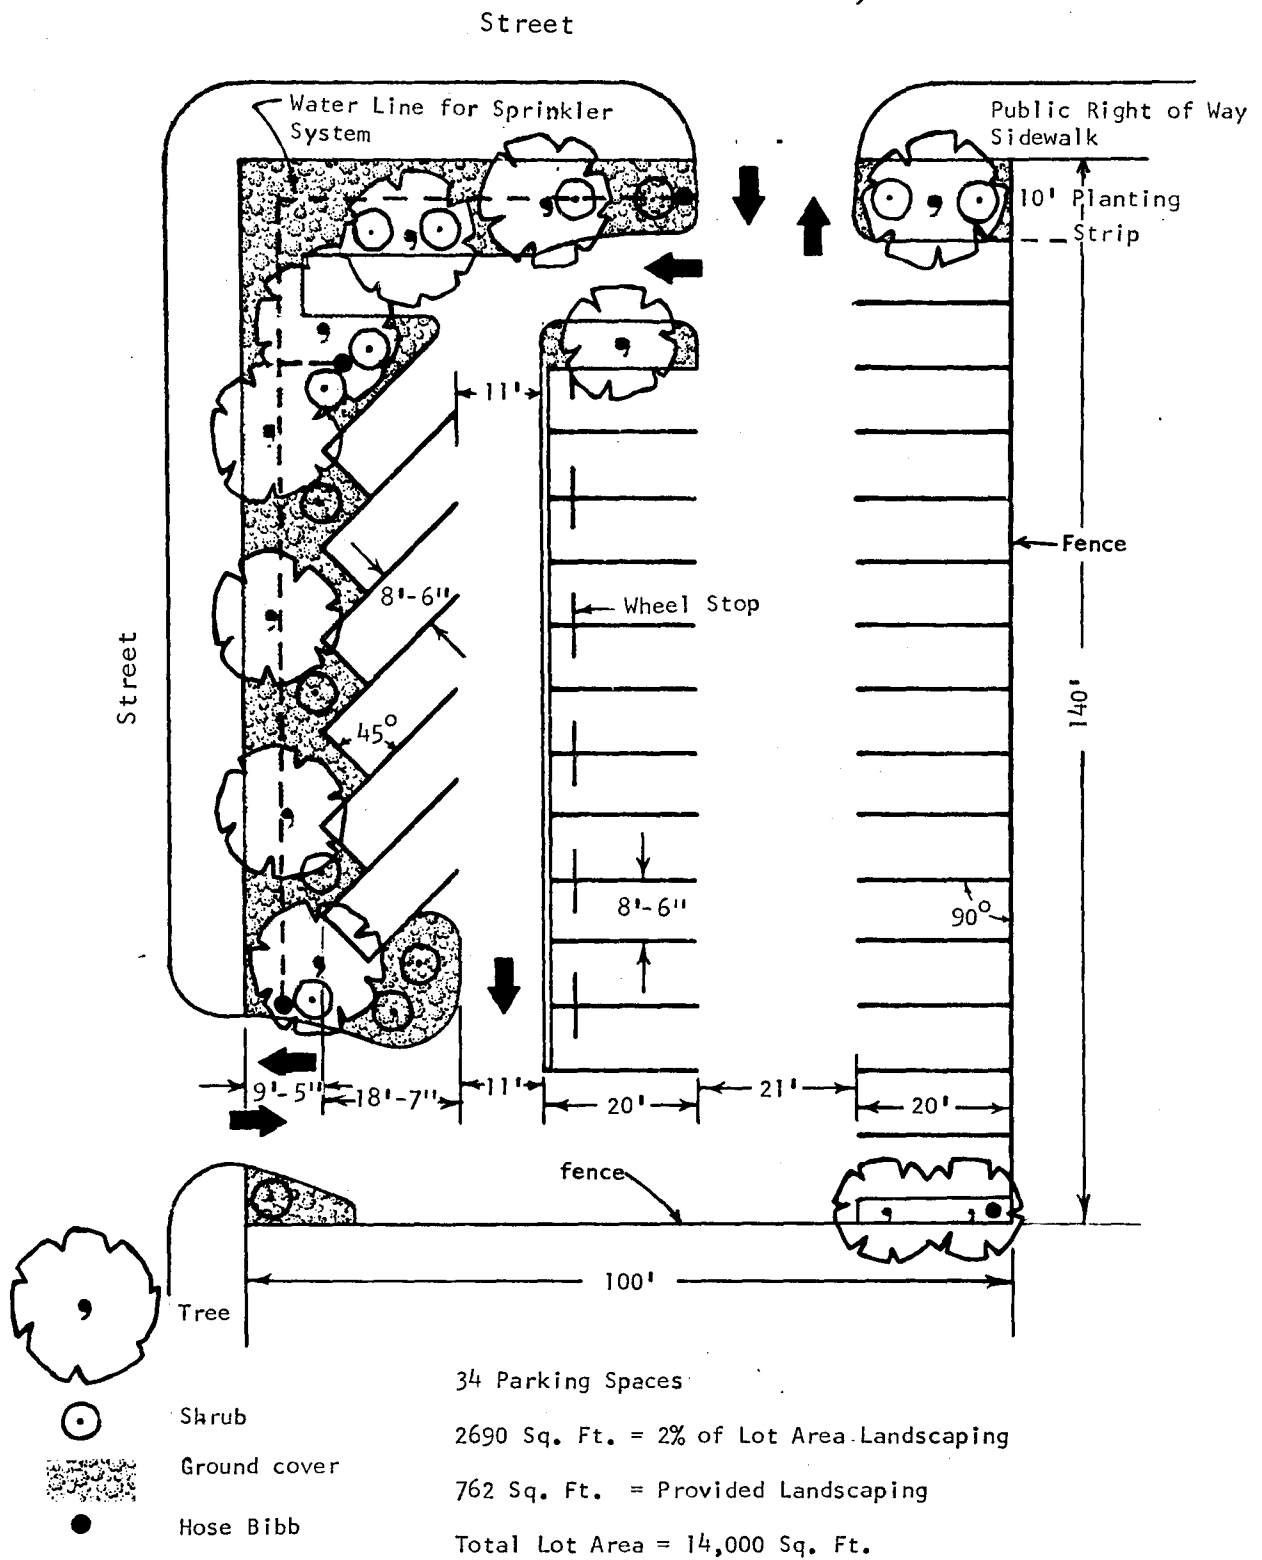 Street
Water Line for Sprinkler
System
Public Right of Way
Sidewalk
10' Planting
Strip
11'
Fence
8'-6"
Wheel Stop
Street
45°
140'
8'-6"
90°
9'-5"
18'-7"
11'
20'
21'
20'
fence
100'
Tree
34 Parking Spaces
Shrub
2690 Sq. Ft. = 2% of Lot Area Landscaping
Ground cover
762 Sq. Ft. = Provided Landscaping
Hose Bibb
Total Lot Area = 14,000 Sq. Ft.